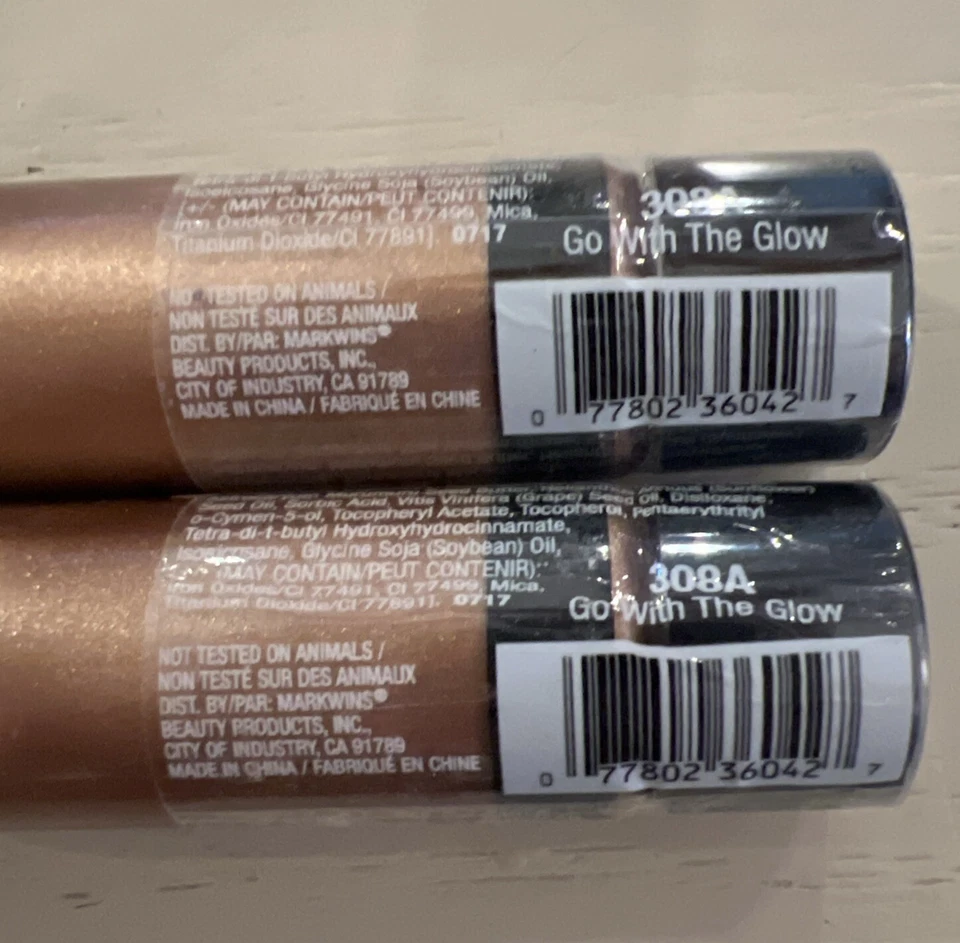 Tetra-di-t-butyl Hydroxyhydrocinnamate,
Isoeicosane, Glycine Soja (Soybean) Oil,
[+/- (MAY CONTAIN/PEUT CONTENIR):
Iron Oxides/CI 77491, CI 77499, Mica,
Titanium Dioxide/CI 77891]. 0717
NOT TESTED ON ANIMALS /
NON TESTÉ SUR DES ANIMAUX
DIST. BY/PAR: MARKWINS®
BEAUTY PRODUCTS, INC.,
CITY OF INDUSTRY, CA 91789
MADE IN CHINA / FABRIQUÉ EN CHINE
308A
Go With The Glow
0 77802 36042 7
Seed Oil, Sorbic Acid, Vitis Vinifera (Grape) Seed Oil, Disiloxane,
o-Cymen-5-ol, Tocopheryl Acetate, Tocopherol, Pentaerythrityl
Tetra-di-t-butyl Hydroxyhydrocinnamate,
Isoeicosane, Glycine Soja (Soybean) Oil,
(MAY CONTAIN/PEUT CONTENIR):
Iron Oxides/CI 77491, CI 77499, Mica,
Titanium Dioxide/CI 77891]. 0717
NOT TESTED ON ANIMALS /
NON TESTÉ SUR DES ANIMAUX
DIST. BY/PAR: MARKWINS®
BEAUTY PRODUCTS, INC.,
CITY OF INDUSTRY, CA 91789
MADE IN CHINA / FABRIQUÉ EN CHINE
308A
Go With The Glow
0 77802 36042 7